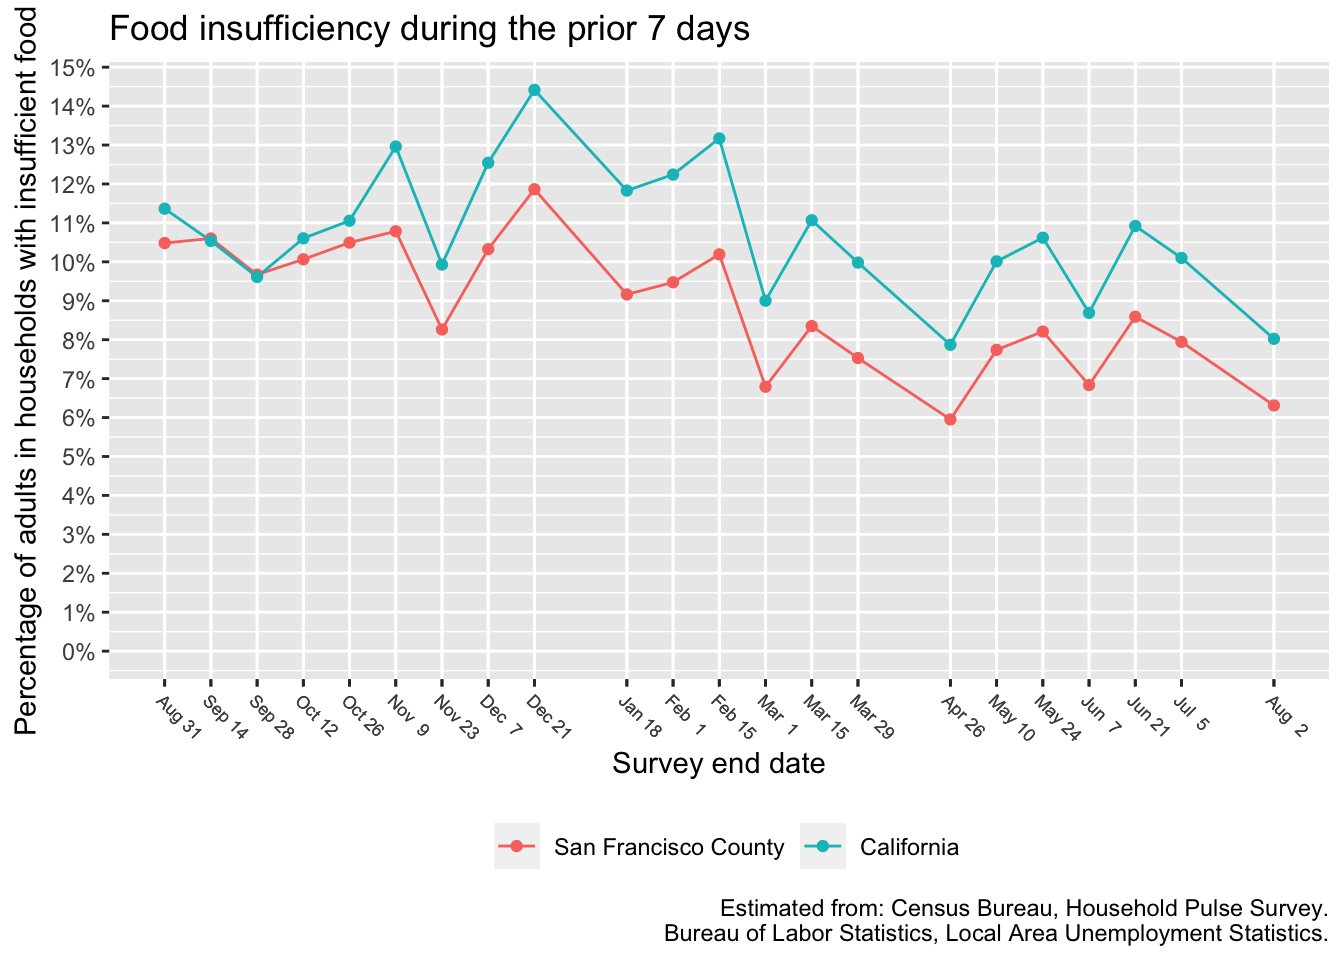 Food insufficiency during the prior 7 days
Percentage of adults in households with insufficient food
15%
14%
13%
12%
11%
10%
9%
8%
7%
6%
5%
4%
3%
2%
1%
0%
Aug 31
Sep 14
Sep 28
Oct 12
Oct 26
Nov 9
Nov 23
Dec 7
Dec 21
Jan 18
Feb 1
Feb 15
Mar 1
Mar 15
Mar 29
Apr 26
May 10
May 24
Jun 7
Jun 21
Jul 5
Aug 2
Survey end date
San Francisco County
California
Estimated from: Census Bureau, Household Pulse Survey.
Bureau of Labor Statistics, Local Area Unemployment Statistics.